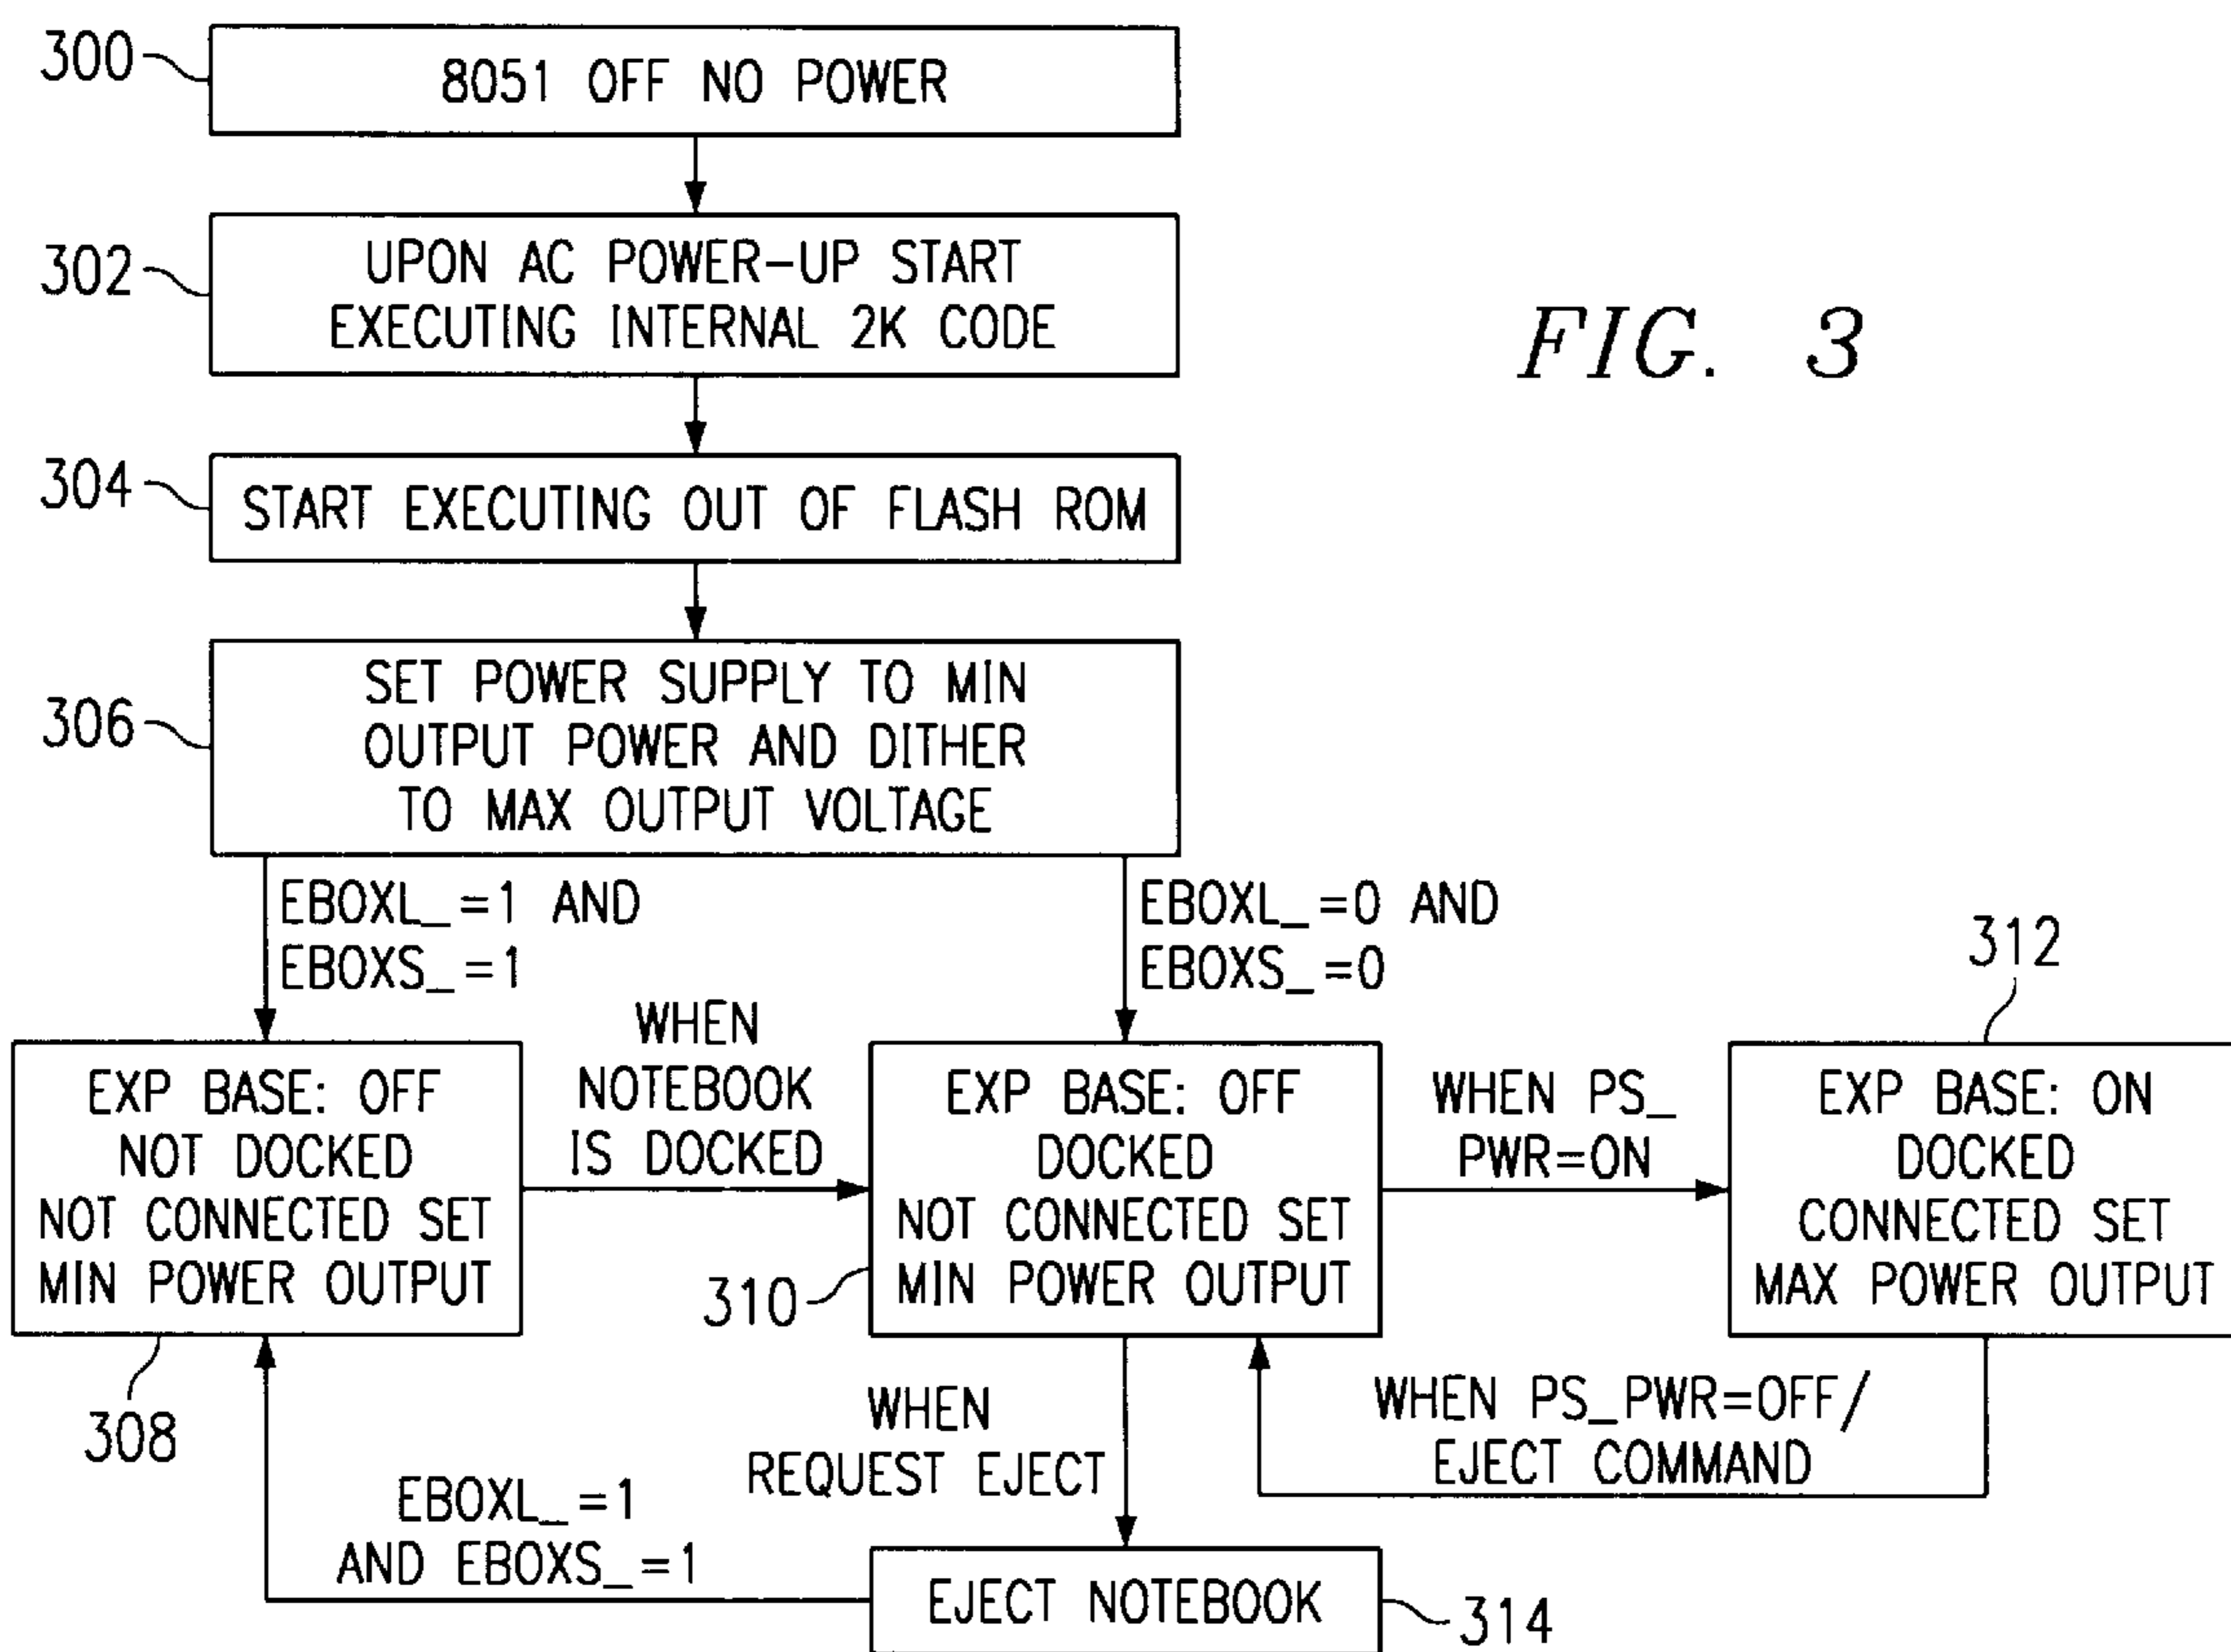 300
8051 OFF NO POWER
302
UPON AC POWER-UP START
EXECUTING INTERNAL 2K CODE
FIG. 3
304
START EXECUTING OUT OF FLASH ROM
306
SET POWER SUPPLY TO MIN
OUTPUT POWER AND DITHER
TO MAX OUTPUT VOLTAGE
EBOXL_=1 AND
EBOXS_=1
EBOXL_=0 AND
EBOXS_=0
312
EXP BASE: OFF
NOT DOCKED
NOT CONNECTED SET
MIN POWER OUTPUT
308
WHEN
NOTEBOOK
IS DOCKED
EXP BASE: OFF
DOCKED
NOT CONNECTED SET
MIN POWER OUTPUT
310
WHEN PS_
PWR=ON
EXP BASE: ON
DOCKED
CONNECTED SET
MAX POWER OUTPUT
WHEN
REQUEST EJECT
WHEN PS_PWR=OFF/
EJECT COMMAND
EBOXL_=1
AND EBOXS_=1
EJECT NOTEBOOK
314